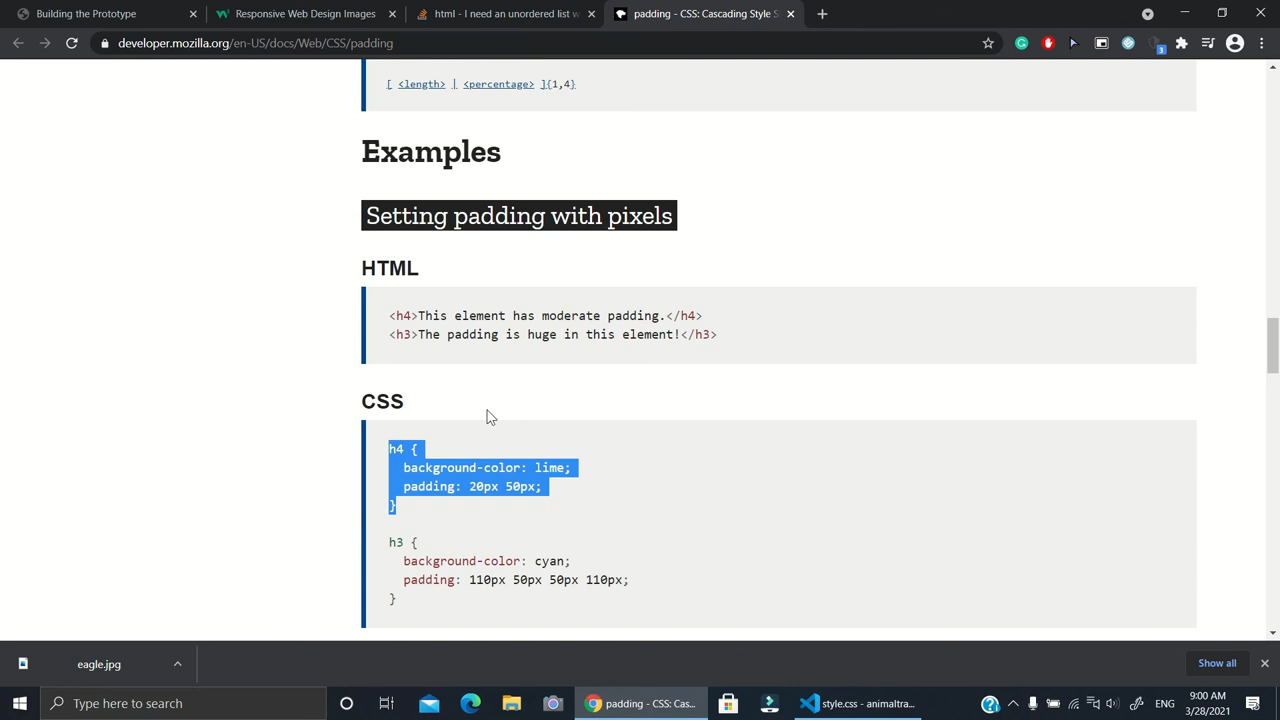 Building the Prototype
Responsive Web Design Images
html - I need an unordered list w
padding - CSS: Cascading Style S
developer.mozilla.org/en-US/docs/Web/CSS/padding
3
[ <length> | <percentage> ]{1,4}
Examples
Setting padding with pixels
HTML
<h4>This element has moderate padding.</h4>
<h3>The padding is huge in this element!</h3>
CSS
h4 {
background-color: lime;
padding: 20px 50px;
}
h3 {
background-color: cyan;
padding: 110px 50px 50px 110px;
}
eagle.jpg
Show all
Type here to search
padding - CSS: Cas...
style.css - animaltra...
ENG
9:00 AM
3/28/2021